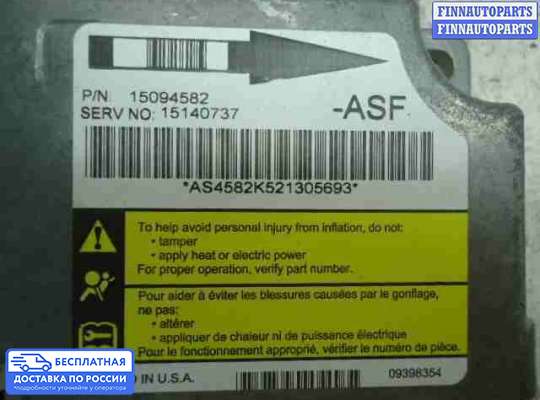 FINNAUTOPARTS
FINNAUTOPARTS
P/N 15094582
SERV NO: 15140737
-ASF
*AS4582K521305693*
To help avoid personal injury from inflation, do not:
• tamper
• apply heat or electric power
For proper operation, verify part number.
Pour aider à éviter les blessures causées par le gonflage,
ne pas:
• altérer
• appliquer de chaleur ni de puissance électrique
Pour le fonctionnement approprié, vérifier le numéro de pièce.
IN U.S.A.
09398354
БЕСПЛАТНАЯ
ДОСТАВКА ПО РОССИИ
*подробности уточняйте у оператора